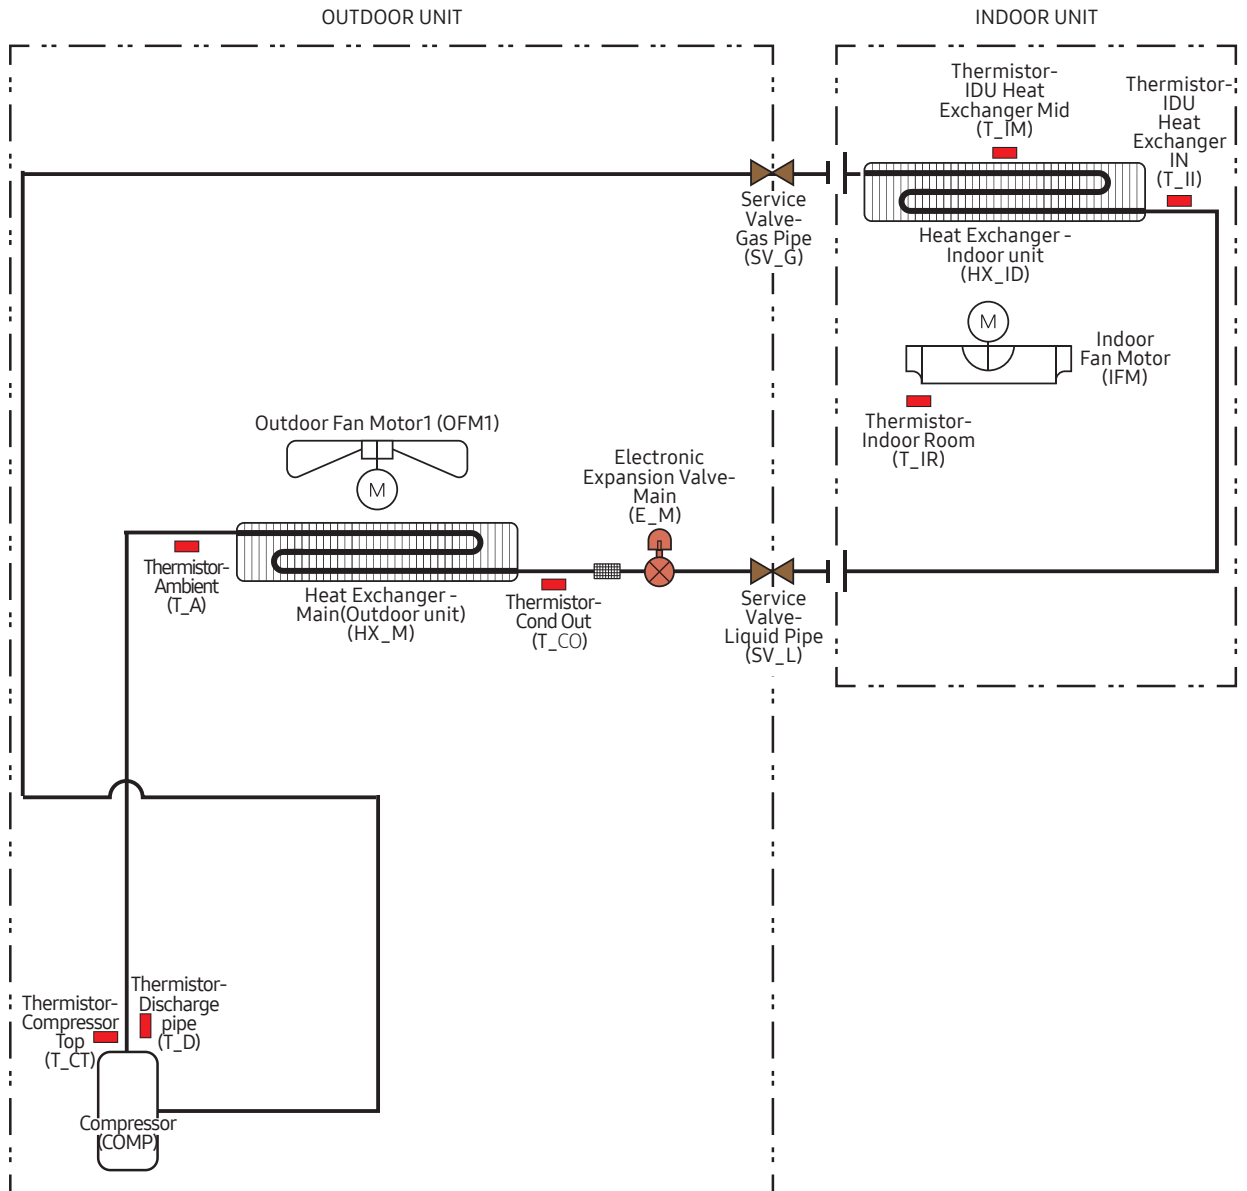 OUTDOOR UNIT
INDOOR UNIT
Thermistor-
IDU Heat
Exchanger Mid
(T_IM)
Thermistor-
IDU
Heat
Exchanger
IN
(T_II)
Service
Valve-
Gas Pipe
(SV_G)
Heat Exchanger -
Indoor unit
(HX_ID)
M
Indoor
Fan Motor
(IFM)
Thermistor-
Indoor Room
(T_IR)
Outdoor Fan Motor1 (OFM1)
M
Electronic
Expansion Valve-
Main
(E_M)
Thermistor-
Ambient
(T_A)
Heat Exchanger -
Main(Outdoor unit)
(HX_M)
Thermistor-
Cond Out
(T_CO)
Service
Valve-
Liquid Pipe
(SV_L)
Thermistor-
Compressor
Top
(T_CT)
Thermistor-
Discharge
pipe
(T_D)
Compressor
(COMP)